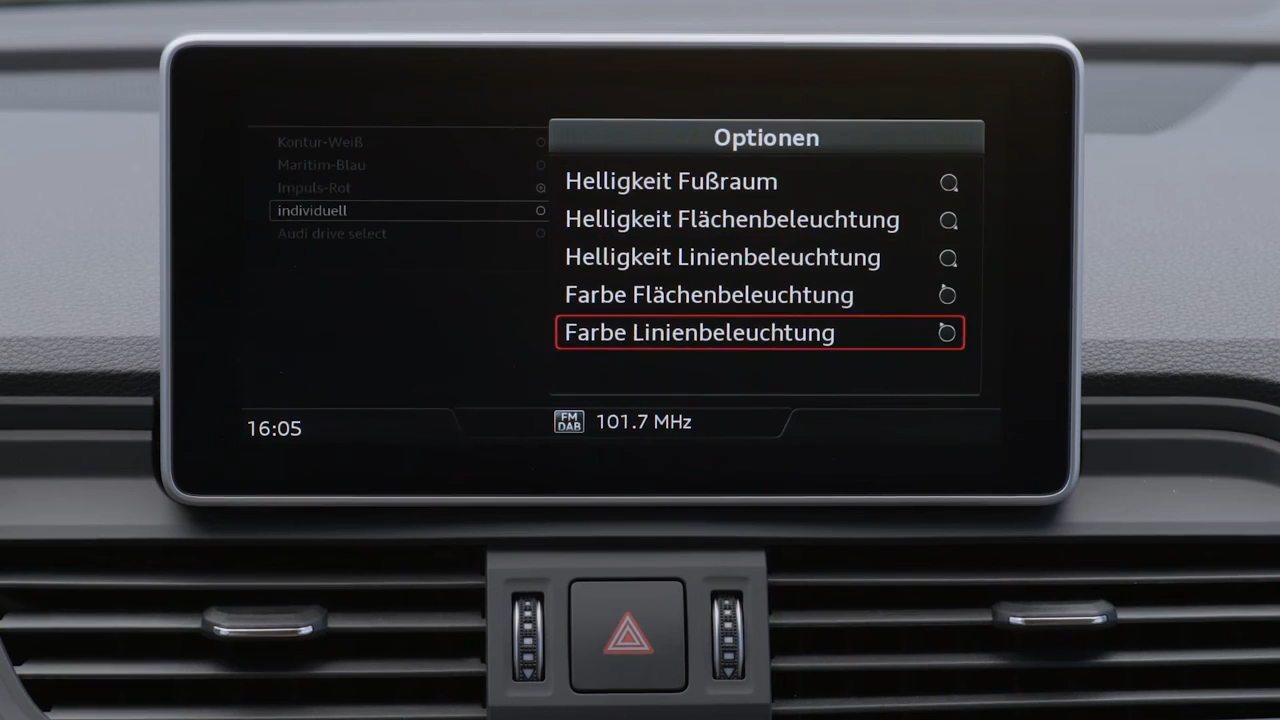 Kontur-Weiß
Maritim-Blau
Impuls-Rot
individuell
Audi drive select
Optionen
Helligkeit Fußraum
Helligkeit Flächenbeleuchtung
Helligkeit Linienbeleuchtung
Farbe Flächenbeleuchtung
Farbe Linienbeleuchtung
16:05
FM
DAB
101.7 MHz